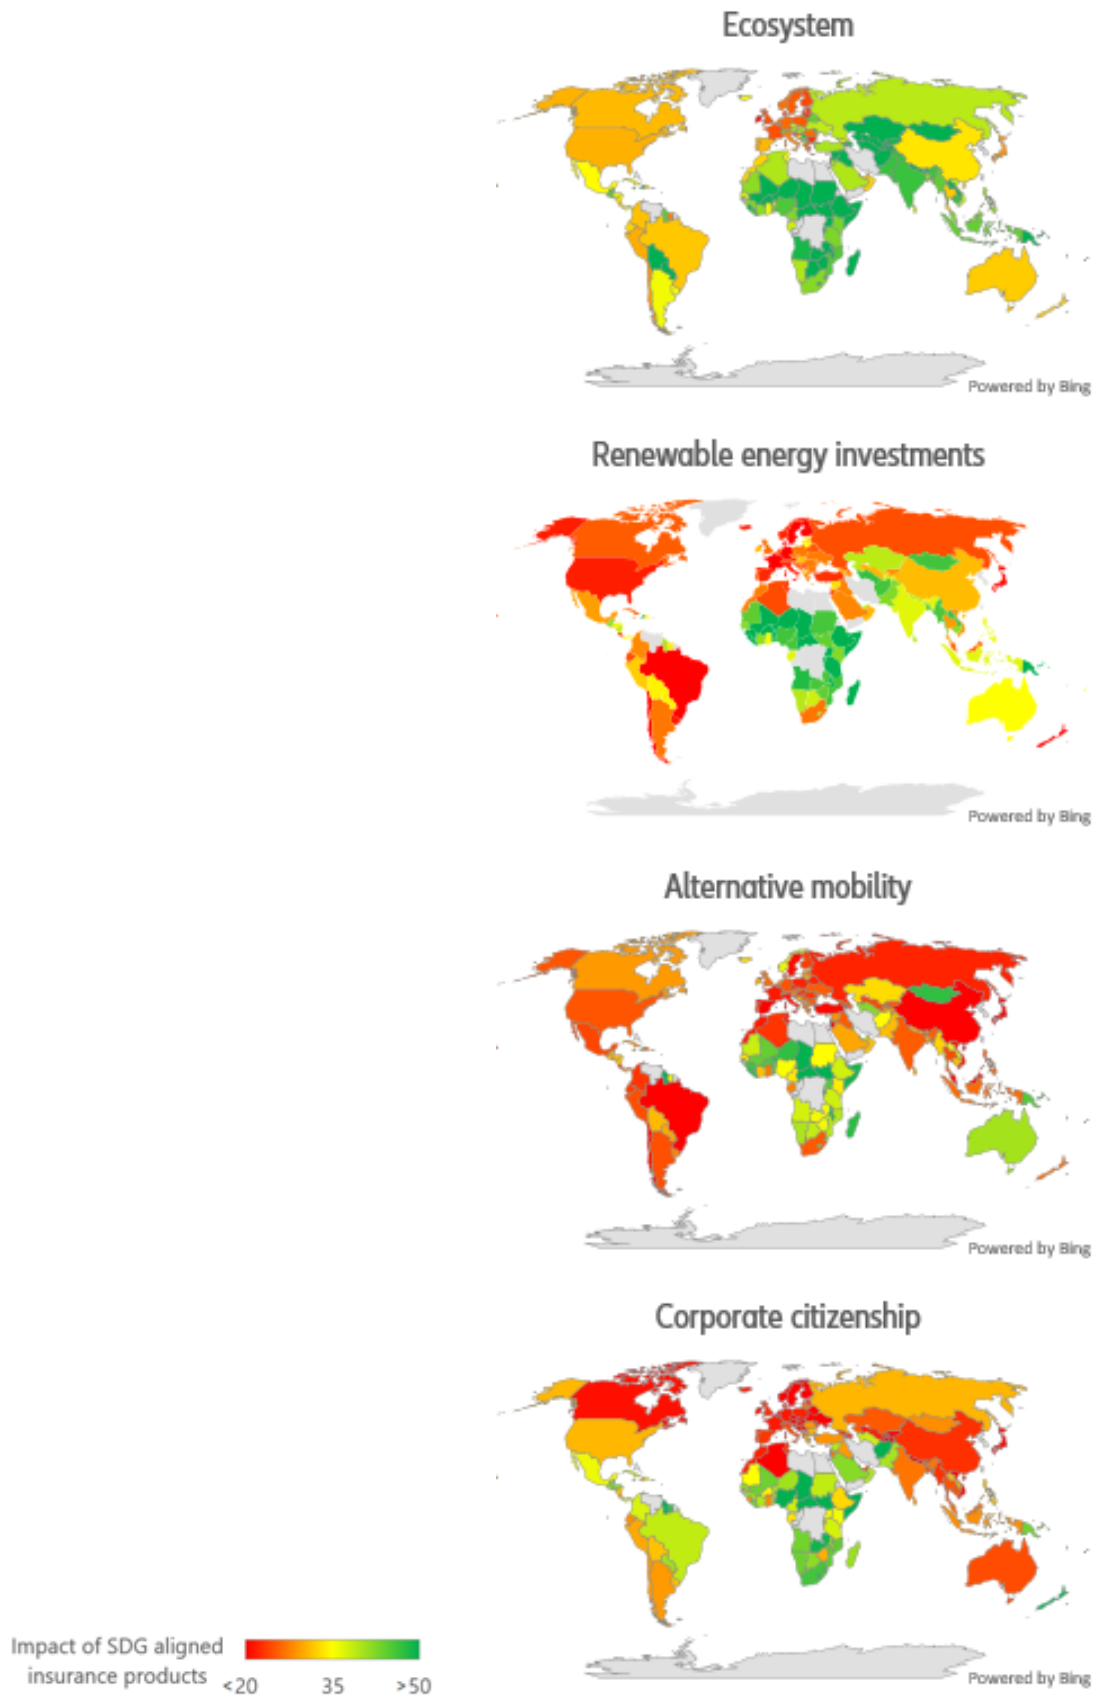 Ecosystem
Powered by Bing
Renewable energy investments
Powered by Bing
Alternative mobility
Powered by Bing
Corporate citizenship
Impact of SDG aligned
insurance products
<20 35 >50
Powered by Bing